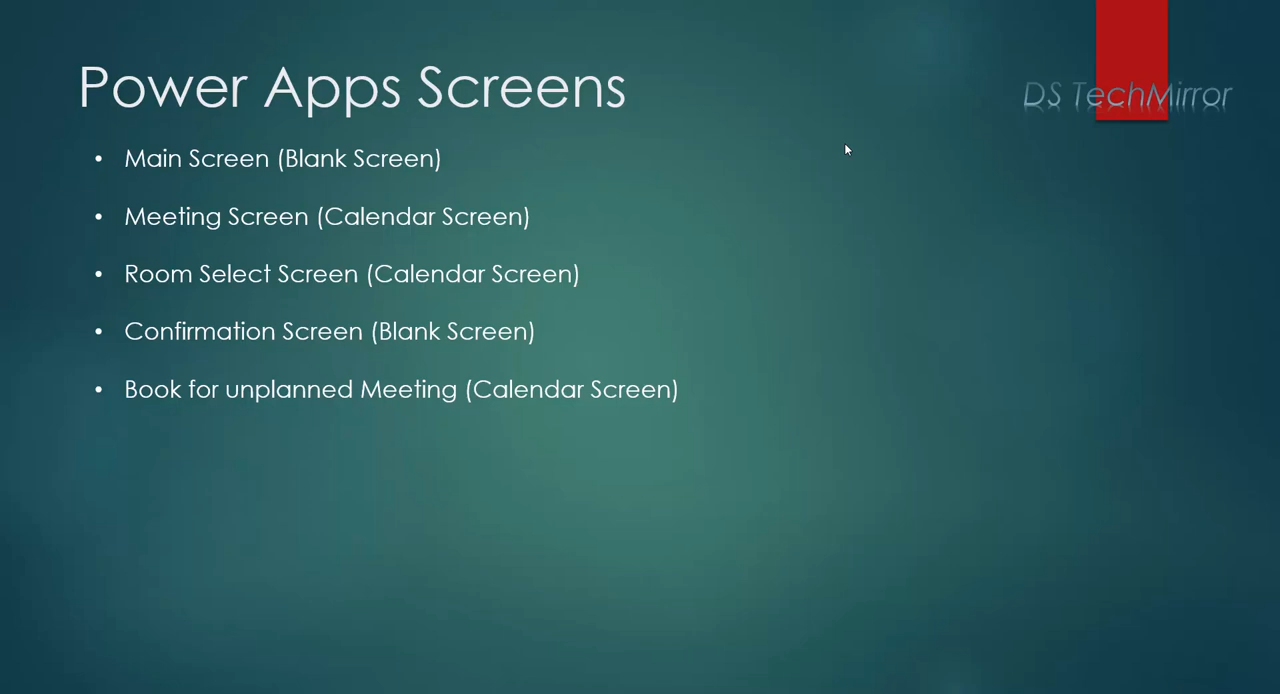 Power Apps Screens
DS TechMirror
• Main Screen (Blank Screen)
• Meeting Screen (Calendar Screen)
• Room Select Screen (Calendar Screen)
• Confirmation Screen (Blank Screen)
• Book for unplanned Meeting (Calendar Screen)